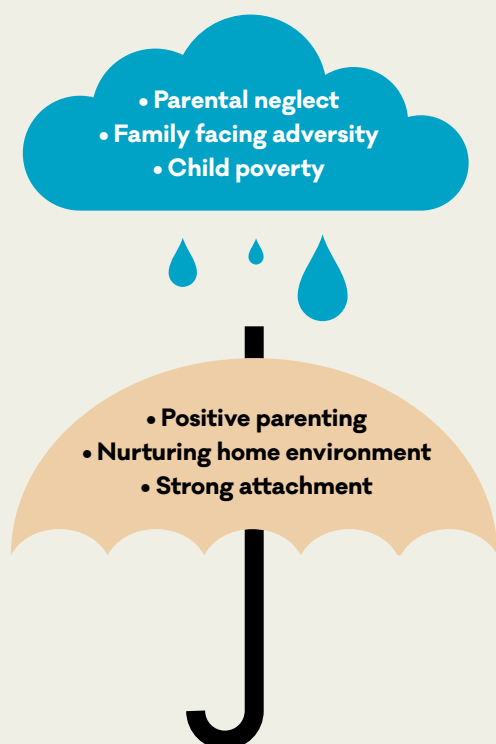 • Parental neglect
• Family facing adversity
• Child poverty
• Positive parenting
• Nurturing home environment
• Strong attachment